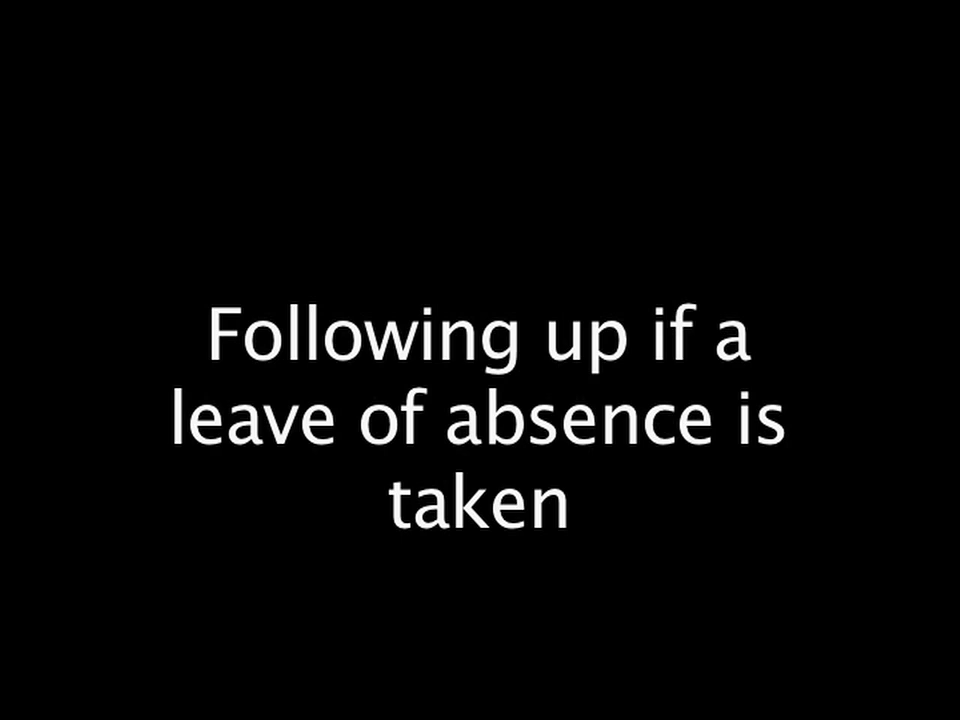 Following up if a
leave of absence is
taken